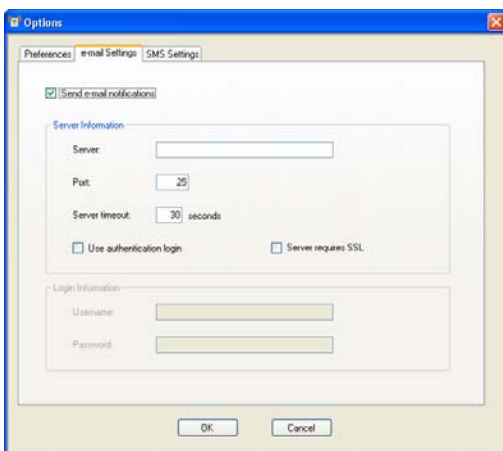 Options
Preferences e-mail Settings SMS Settings
Send e-mail notifications
Server Information
Server:
Port: 25
Server timeout: 30 seconds
Use authentication login Server requires SSL
Login Information
Username:
Password:
OK Cancel